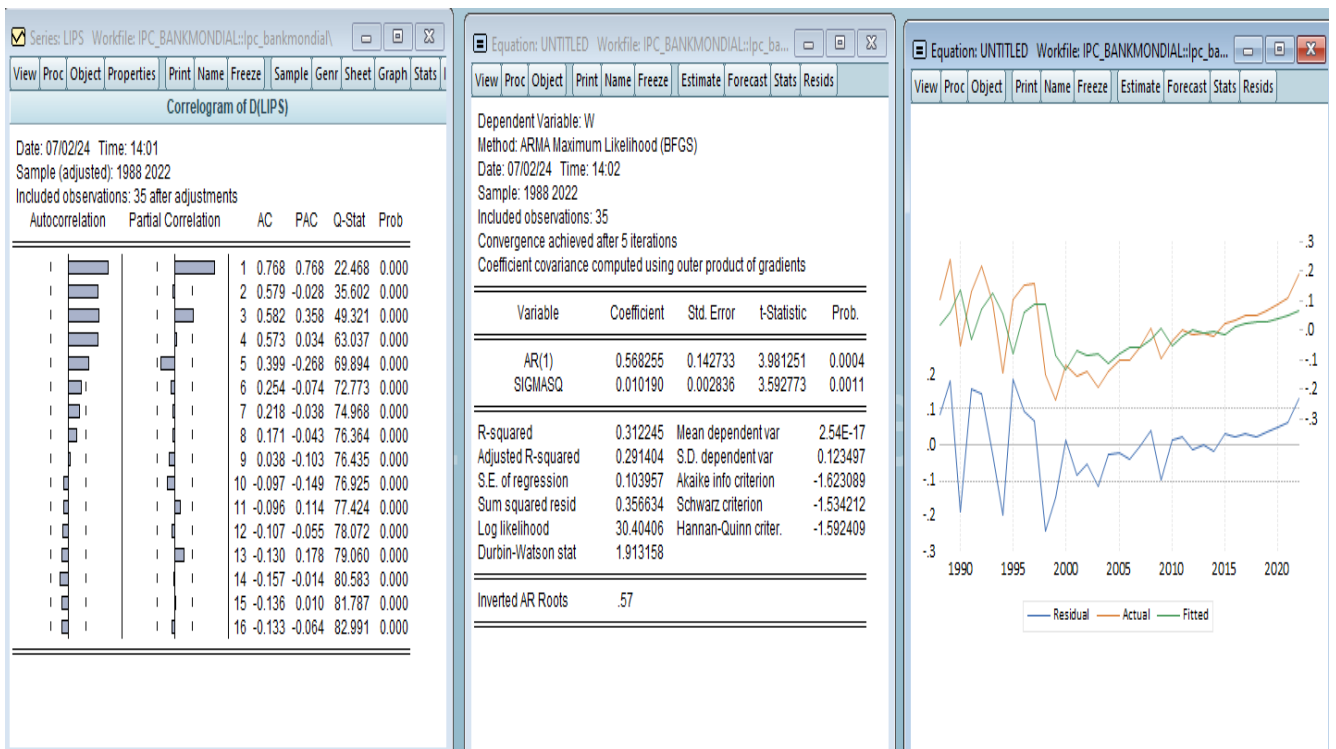 Series: LIPS Workfile: IPC_BANKMONDIAL::Ipc_bankmondial\
View Proc Object Properties Print Name Freeze Sample Genr Sheet Graph Stats
Correlogram of D(LIPS)
Date: 07/02/24 Time: 14:01
Sample (adjusted): 1988 2022
Included observations: 35 after adjustments
Autocorrelation Partial Correlation AC PAC Q-Stat Prob
1 0.768 0.768 22.468 0.000
2 0.579 -0.028 35.602 0.000
3 0.582 0.358 49.321 0.000
4 0.573 0.034 63.037 0.000
5 0.399 -0.268 69.894 0.000
6 0.254 -0.074 72.773 0.000
7 0.218 -0.038 74.968 0.000
8 0.171 -0.043 76.364 0.000
9 0.038 -0.103 76.435 0.000
10 -0.097 -0.149 76.925 0.000
11 -0.096 0.114 77.424 0.000
12 -0.107 -0.055 78.072 0.000
13 -0.130 0.178 79.060 0.000
14 -0.157 -0.014 80.583 0.000
15 -0.136 0.010 81.787 0.000
16 -0.133 -0.064 82.991 0.000
Equation: UNTITLED Workfile: IPC_BANKMONDIAL::Ipc_ba...
View Proc Object Print Name Freeze Estimate Forecast Stats Resids
Dependent Variable: W
Method: ARMA Maximum Likelihood (BFGS)
Date: 07/02/24 Time: 14:02
Sample: 1988 2022
Included observations: 35
Convergence achieved after 5 iterations
Coefficient covariance computed using outer product of gradients
Variable Coefficient Std. Error t-Statistic Prob.
AR(1) 0.568255 0.142733 3.981251 0.0004
SIGMASQ 0.010190 0.002836 3.592773 0.0011
R-squared 0.312245 Mean dependent var 2.54E-17
Adjusted R-squared 0.291404 S.D. dependent var 0.123497
S.E. of regression 0.103957 Akaike info criterion -1.623089
Sum squared resid 0.356634 Schwarz criterion -1.534212
Log likelihood 30.40406 Hannan-Quinn criter. -1.592409
Durbin-Watson stat 1.913158
Inverted AR Roots .57
Equation: UNTITLED Workfile: IPC_BANKMONDIAL::Ipc_ba...
View Proc Object Print Name Freeze Estimate Forecast Stats Resids
.3
.2
.1
.0
-.1
-.2
-.3
.2
.1
.0
-.1
-.2
-.3
1990 1995 2000 2005 2010 2015 2020
Residual Actual Fitted